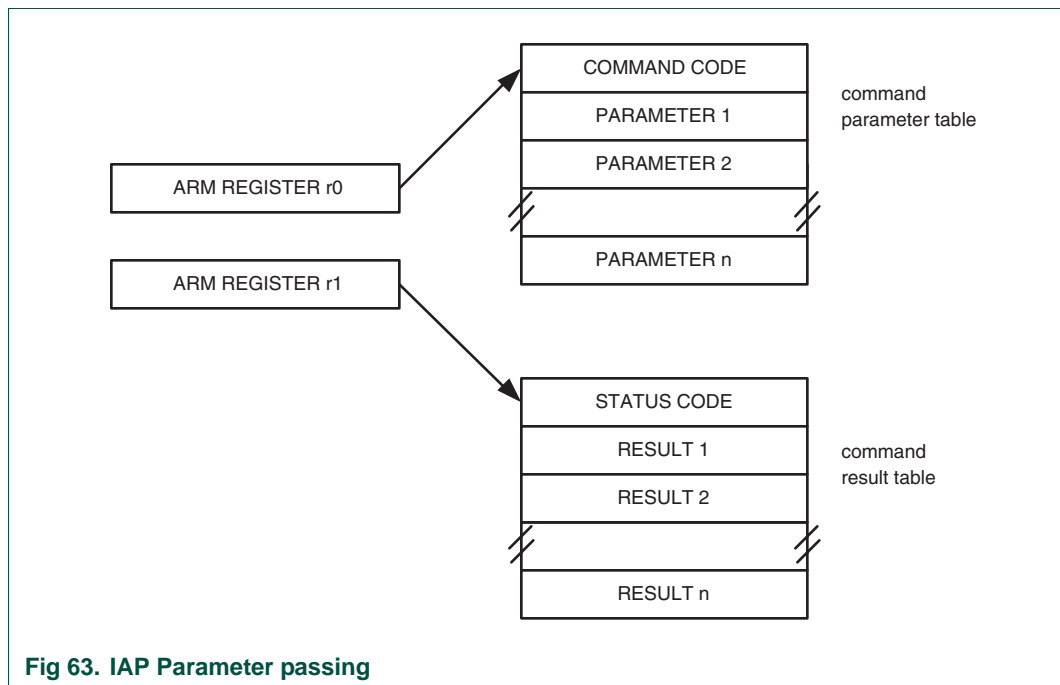 COMMAND CODE
PARAMETER 1
PARAMETER 2
PARAMETER n
command
parameter table
ARM REGISTER r0
ARM REGISTER r1
STATUS CODE
RESULT 1
RESULT 2
RESULT n
command
result table
Fig 63. IAP Parameter passing